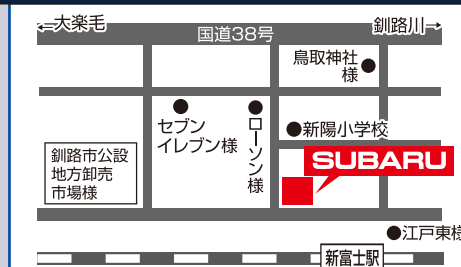 ←大楽毛
釧路川→
国道38号
鳥取神社
様
セブン
イレブン様
ローソン様
新陽小学校
釧路市公設
地方卸売
市場様
SUBARU
江戸東様
新富士駅